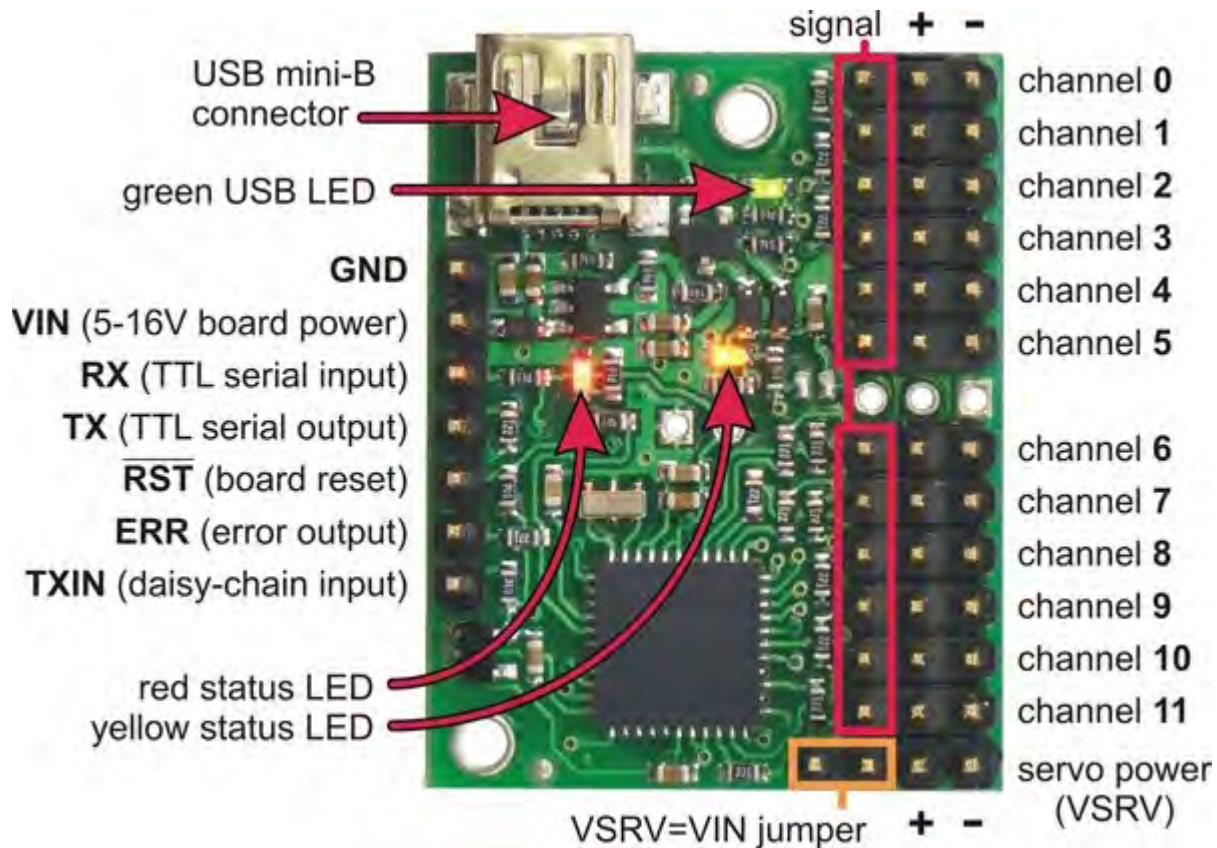 signal + -
USB mini-B
connector
green USB LED
GND
VIN (5-16V board power)
RX (TTL serial input)
TX (TTL serial output)
RST (board reset)
ERR (error output)
TXIN (daisy-chain input)
red status LED
yellow status LED
channel 0
channel 1
channel 2
channel 3
channel 4
channel 5
channel 6
channel 7
channel 8
channel 9
channel 10
channel 11
servo power
(VSRV)
VSRV=VIN jumper + -